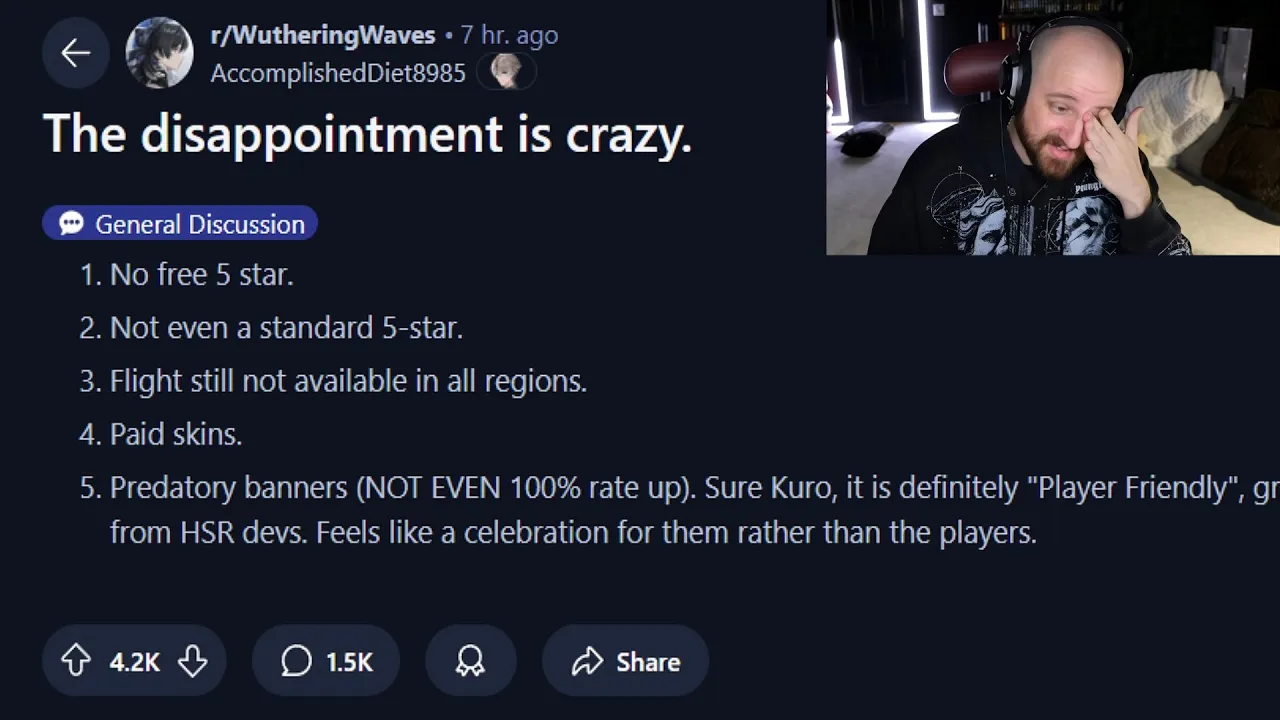 r/WutheringWaves • 7 hr. ago
AccomplishedDiet8985
The disappointment is crazy.
General Discussion
1. No free 5 star.
2. Not even a standard 5-star.
3. Flight still not available in all regions.
4. Paid skins.
5. Predatory banners (NOT EVEN 100% rate up). Sure Kuro, it is definitely "Player Friendly",
from HSR devs. Feels like a celebration for them rather than the players.
4.2K
1.5K
Share